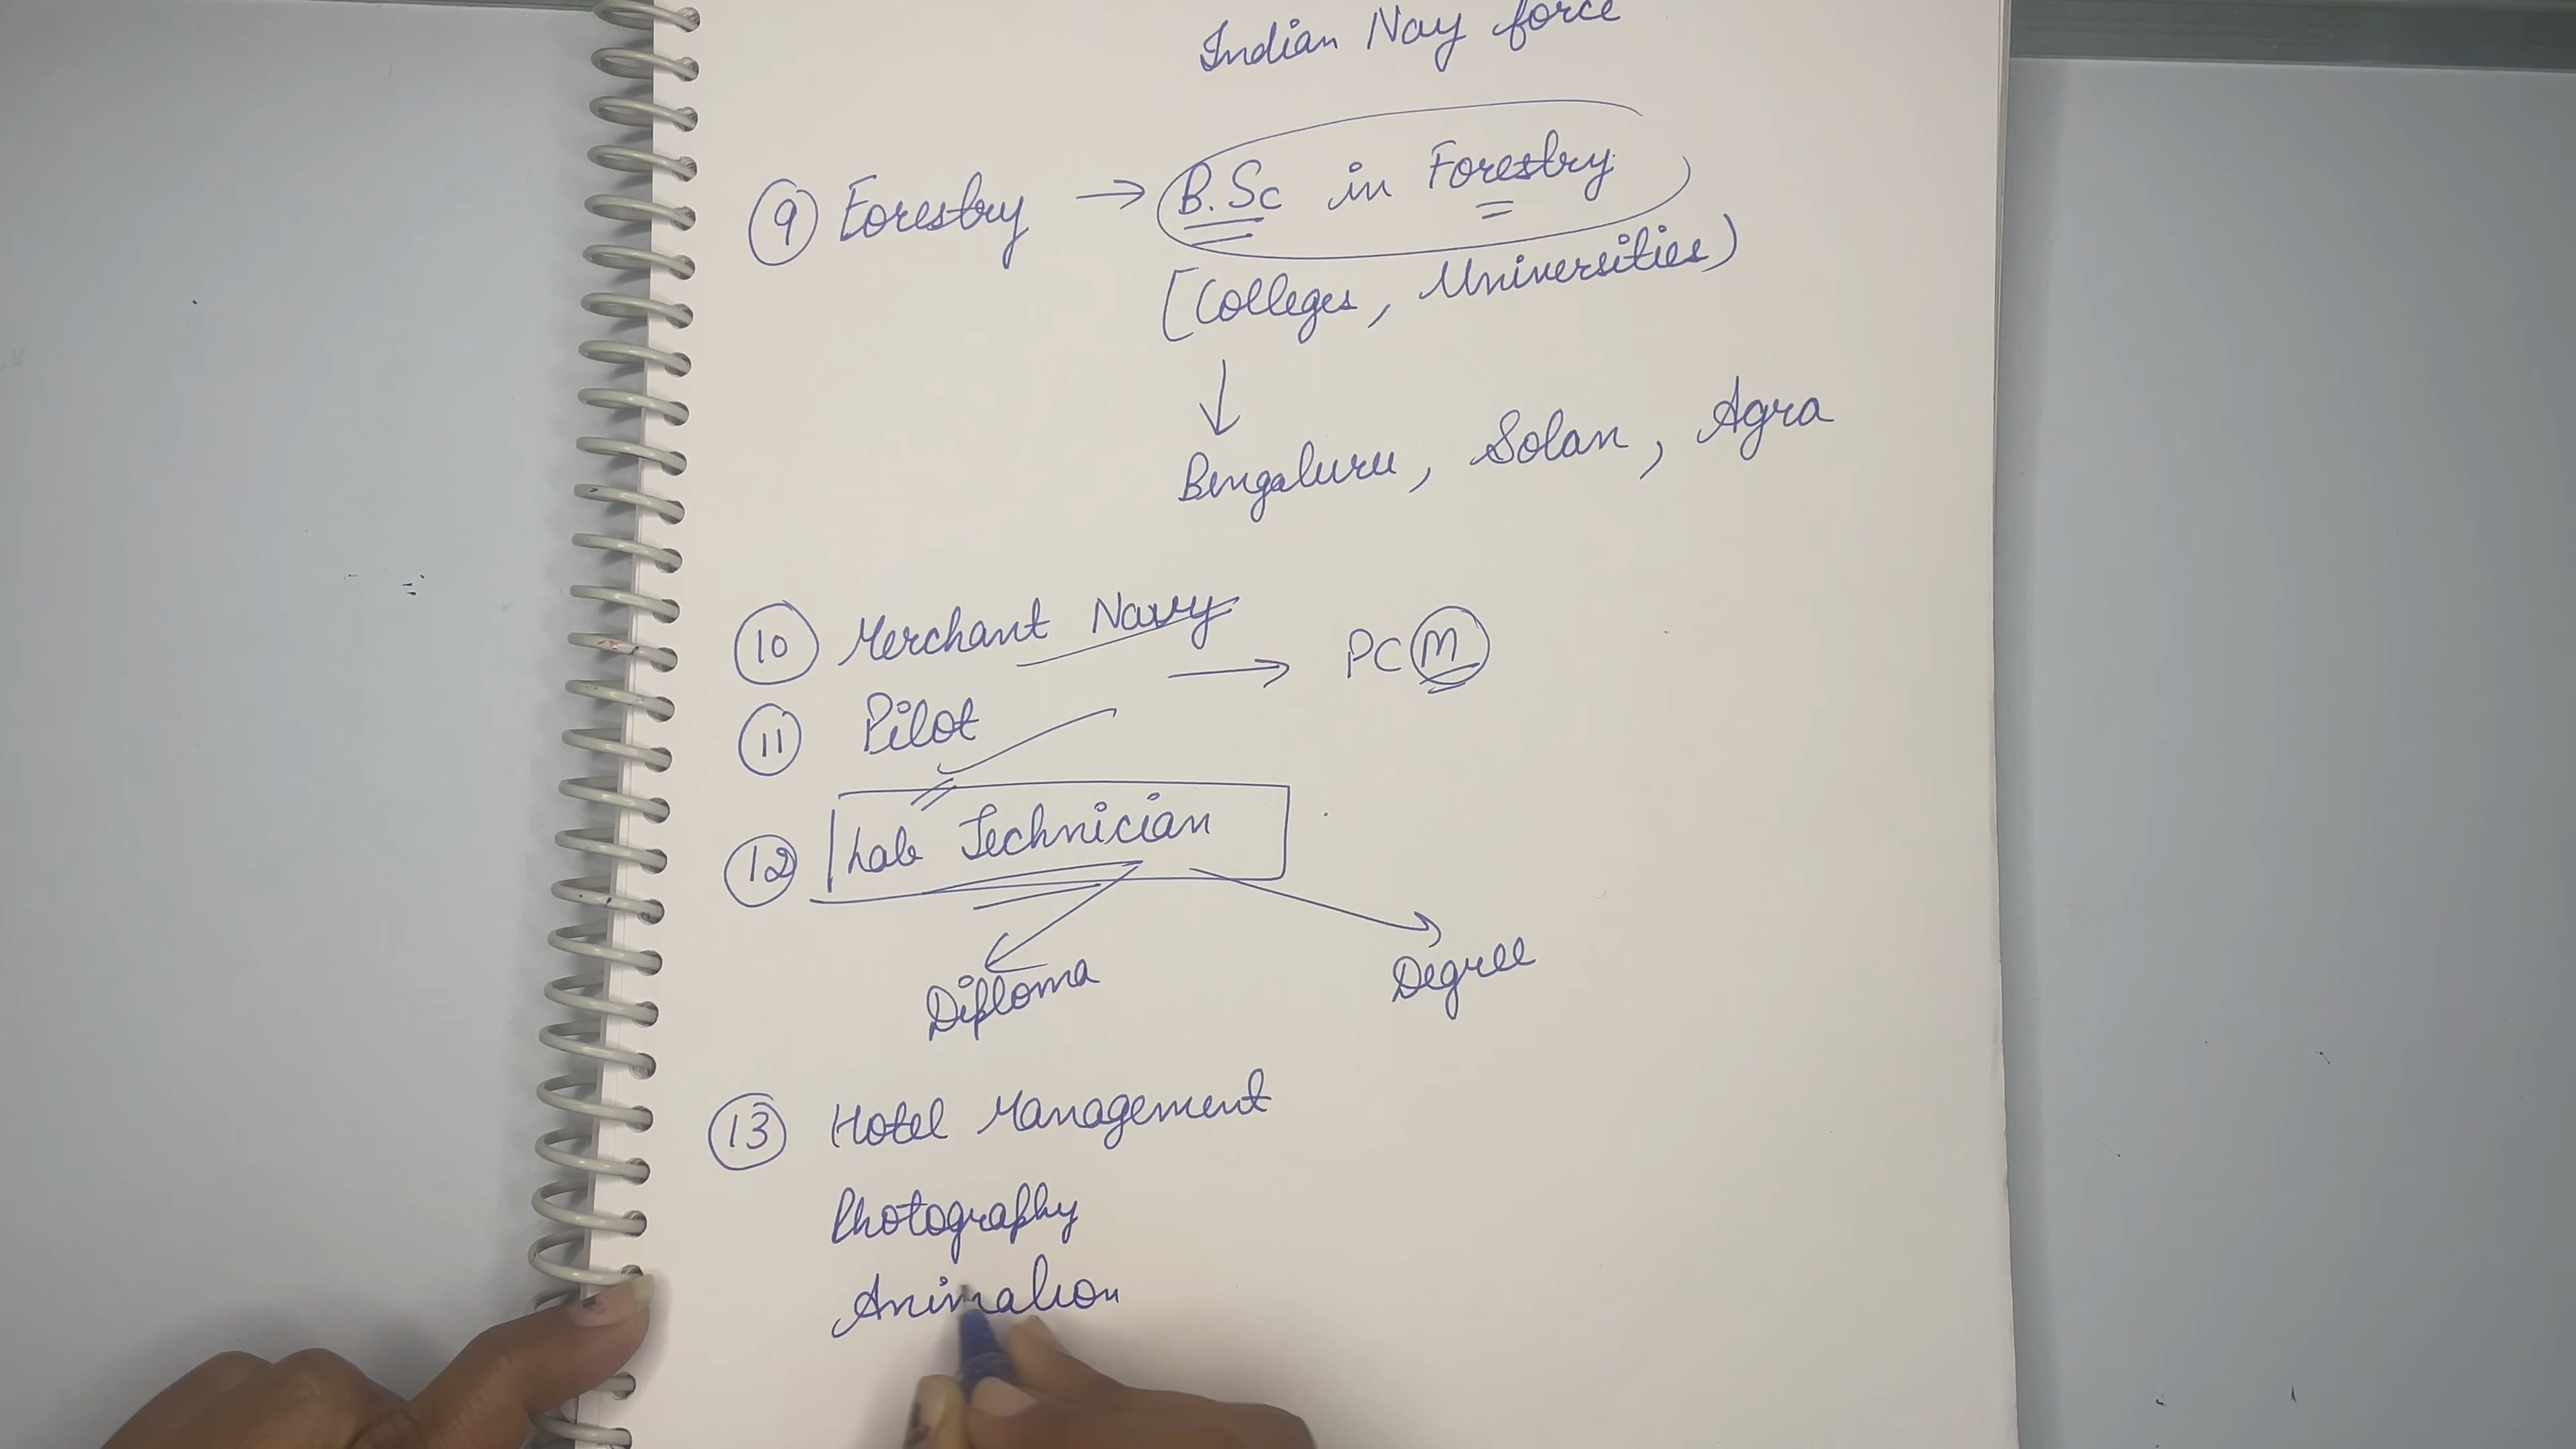 Indian Nay force
9 Forestry → B.Sc in Forestry
[Colleges, Universities)
↓
Bengaluru, Solan, Agra
10 Merchant Navy → PCM
11 Pilot
12 Lab Technician
Diploma Degree
13 Hotel Management
Photography
Animation